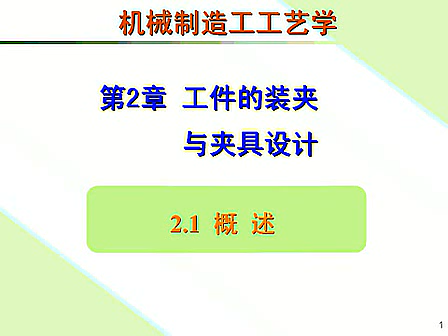 机械制造工工艺学
第2章 工件的装夹
与夹具设计
2.1 概 述
1